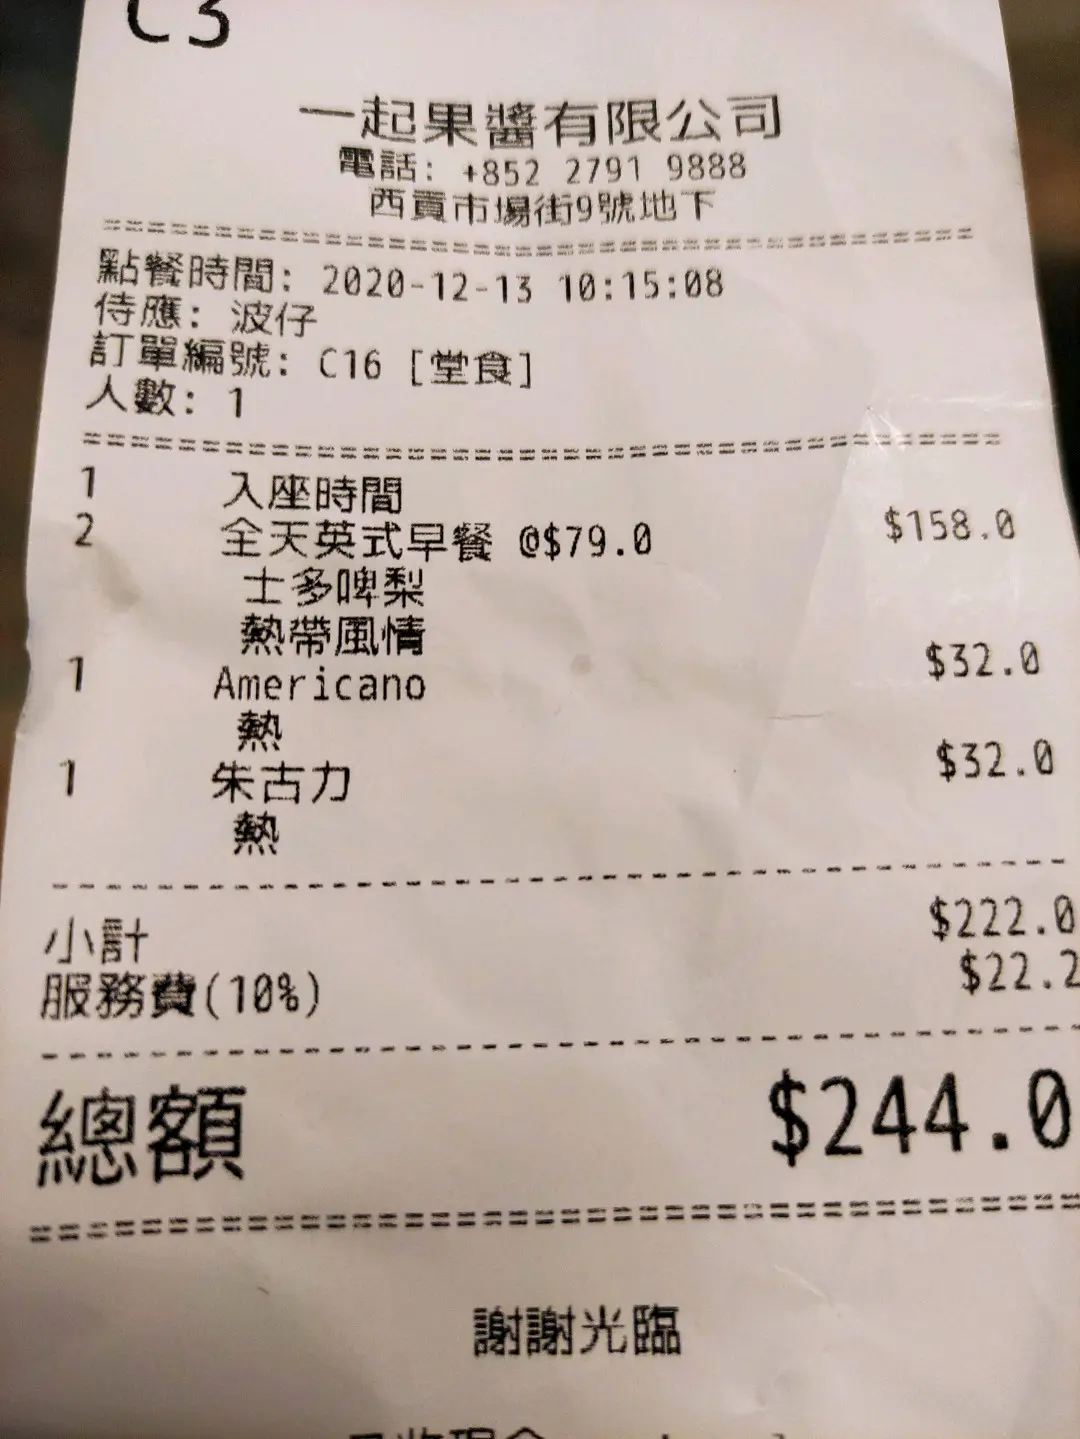 C3
一起果醬有限公司
電話: +852 2791 9888
西貢市場街9號地下
點餐時間: 2020-12-13 10:15:08
侍應: 波仔
訂單編號: C16 [堂食]
人數: 1
1 入座時間
2 全天英式早餐 @$79.0 $158.0
士多啤梨
熱帶風情
1 Americano $32.0
熱
1 朱古力 $32.0
熱
小計 $222.0
服務費(10%) $22.2
總額 $244.0
謝謝光臨